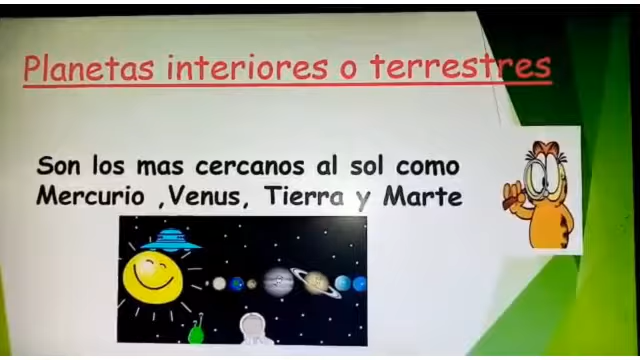 Planetas interiores o terrestres
Son los mas cercanos al sol como
Mercurio ,Venus, Tierra y Marte